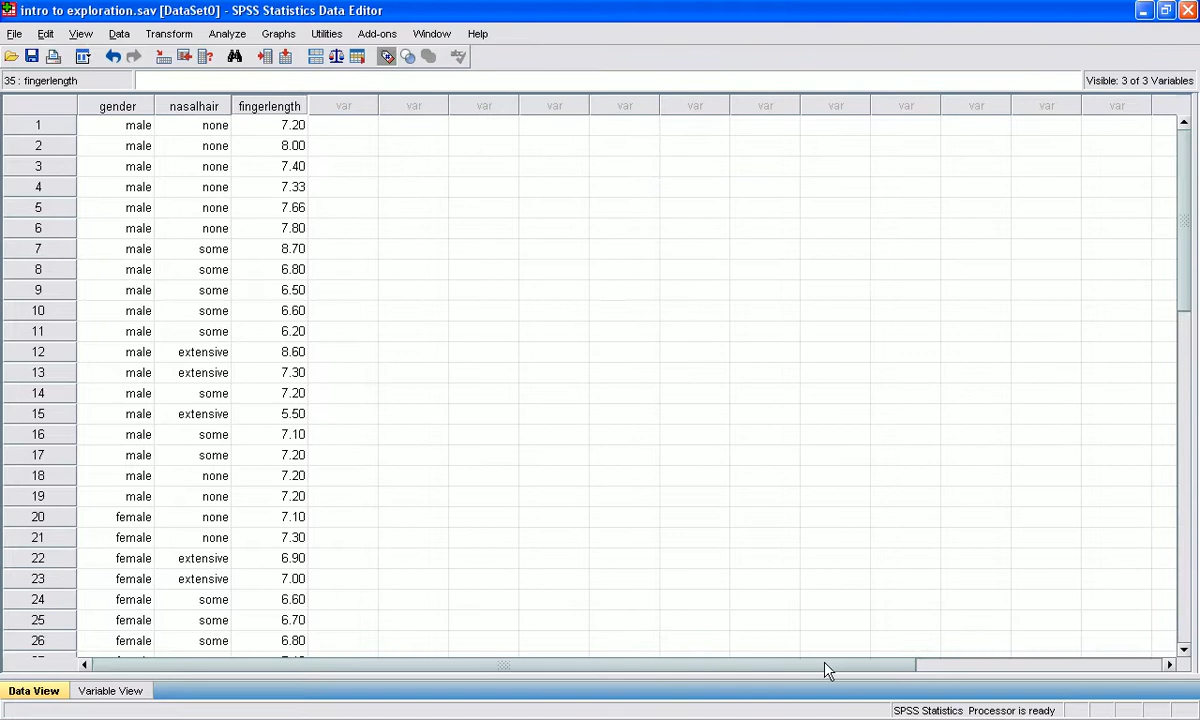 intro to exploration.sav [DataSet0] - SPSS Statistics Data Editor
File Edit View Data Transform Analyze Graphs Utilities Add-ons Window Help
35 : fingerlength Visible: 3 of 3 Variables
gender nasalhair fingerlength var var var var var var var var var var var var
1 male none 7.20
2 male none 8.00
3 male none 7.40
4 male none 7.33
5 male none 7.66
6 male none 7.80
7 male some 8.70
8 male some 6.80
9 male some 6.50
10 male some 6.60
11 male some 6.20
12 male extensive 8.60
13 male extensive 7.30
14 male some 7.20
15 male extensive 5.50
16 male some 7.10
17 male some 7.20
18 male none 7.20
19 male none 7.20
20 female none 7.10
21 female none 7.30
22 female extensive 6.90
23 female extensive 7.00
24 female some 6.60
25 female some 6.70
26 female some 6.80
Data View Variable View
SPSS Statistics Processor is ready